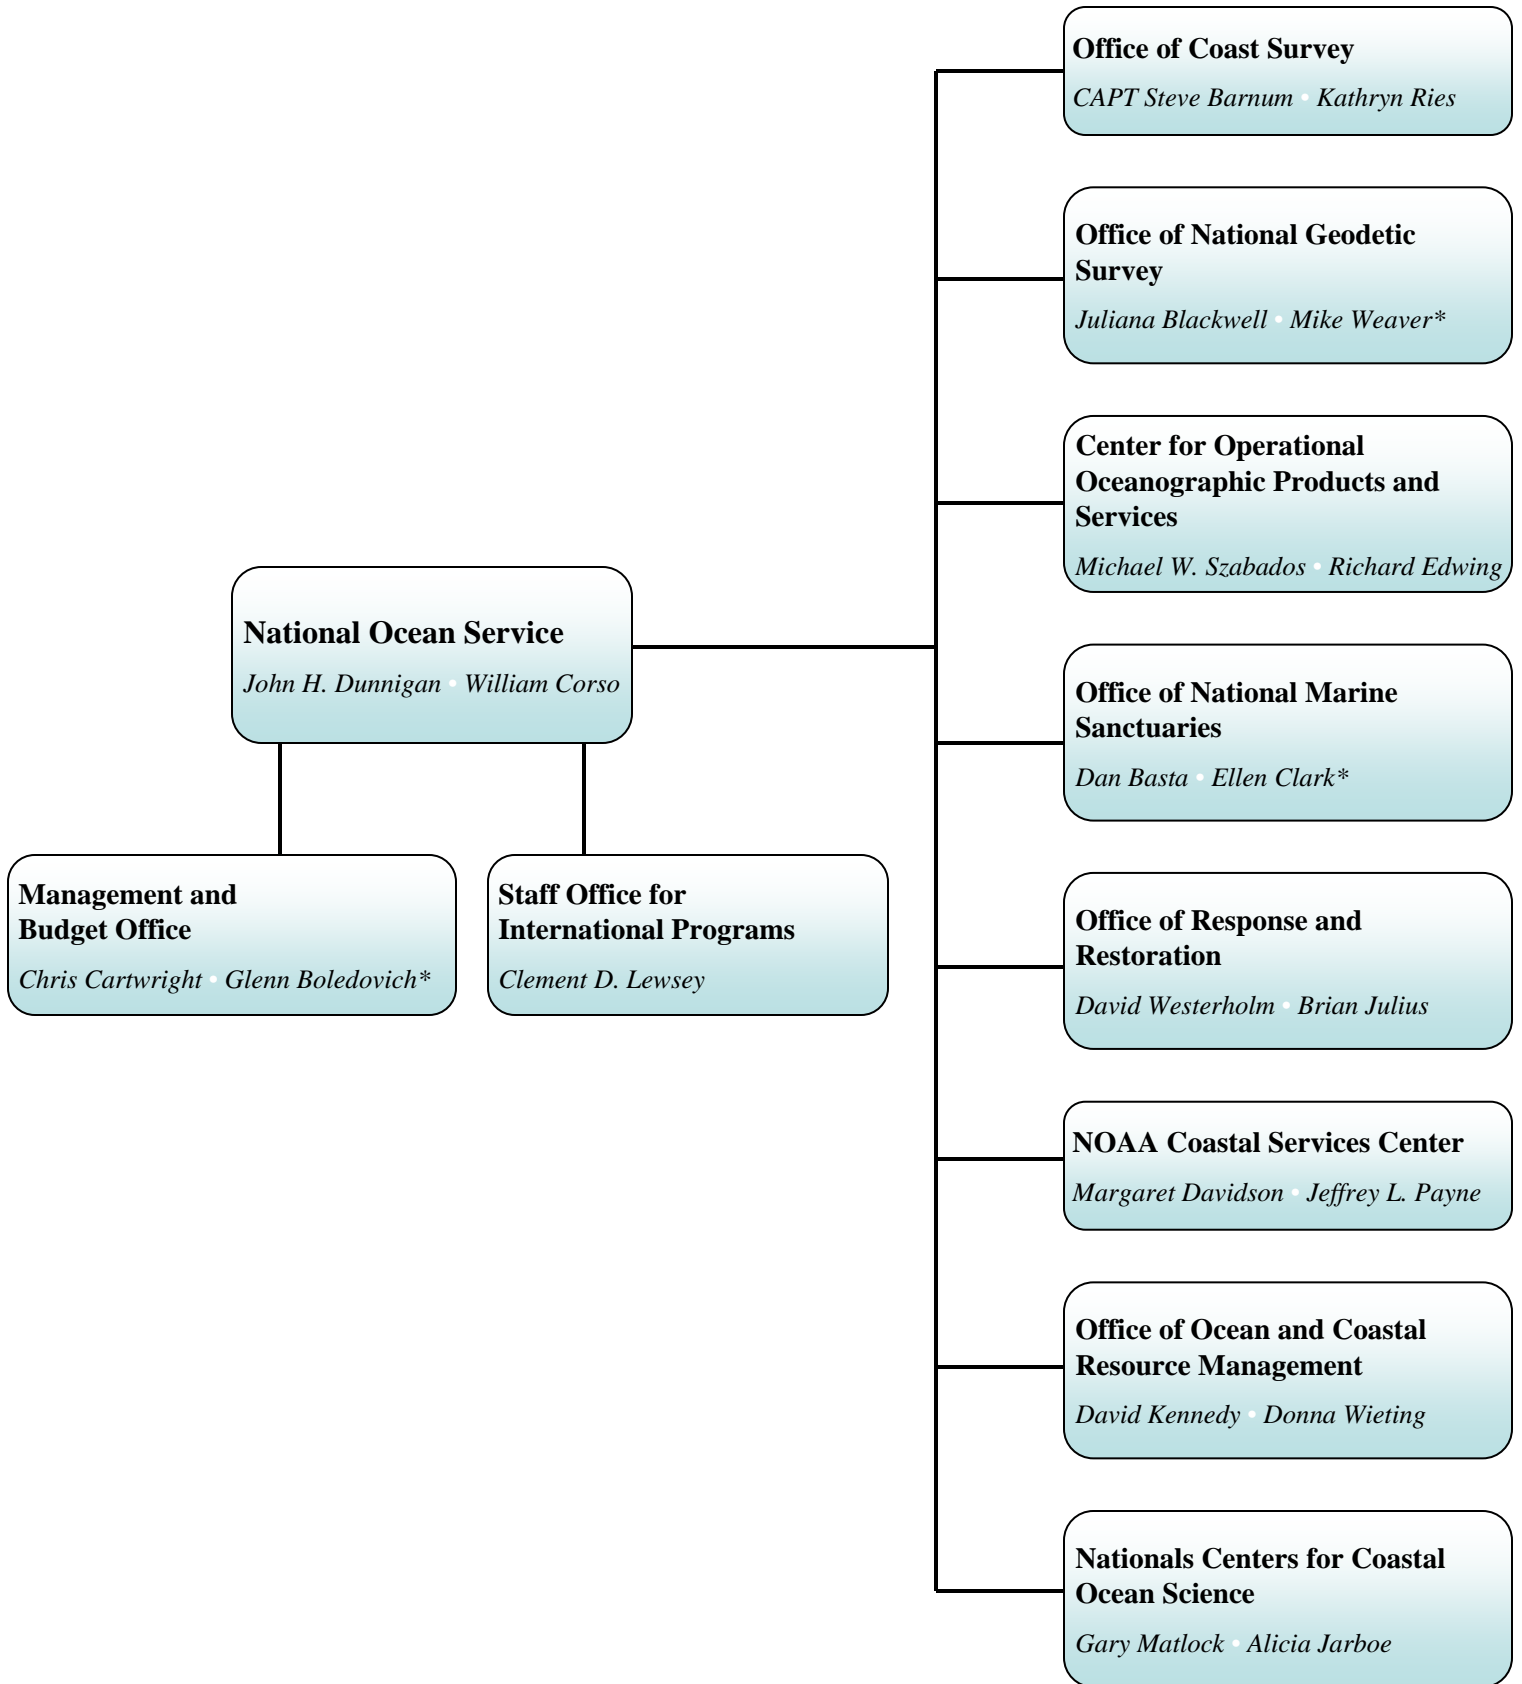 Office of Coast Survey
CAPT Steve Barnum • Kathryn Ries
Office of National Geodetic
Survey
Juliana Blackwell • Mike Weaver*
Center for Operational
Oceanographic Products and
Services
Michael W. Szabados • Richard Edwing
National Ocean Service
John H. Dunnigan • William Corso
Office of National Marine
Sanctuaries
Dan Basta • Ellen Clark*
Management and
Budget Office
Chris Cartwright • Glenn Boledovich*
Staff Office for
International Programs
Clement D. Lewsey
Office of Response and
Restoration
David Westerholm • Brian Julius
NOAA Coastal Services Center
Margaret Davidson • Jeffrey L. Payne
Office of Ocean and Coastal
Resource Management
David Kennedy • Donna Wieting
Nationals Centers for Coastal
Ocean Science
Gary Matlock • Alicia Jarboe